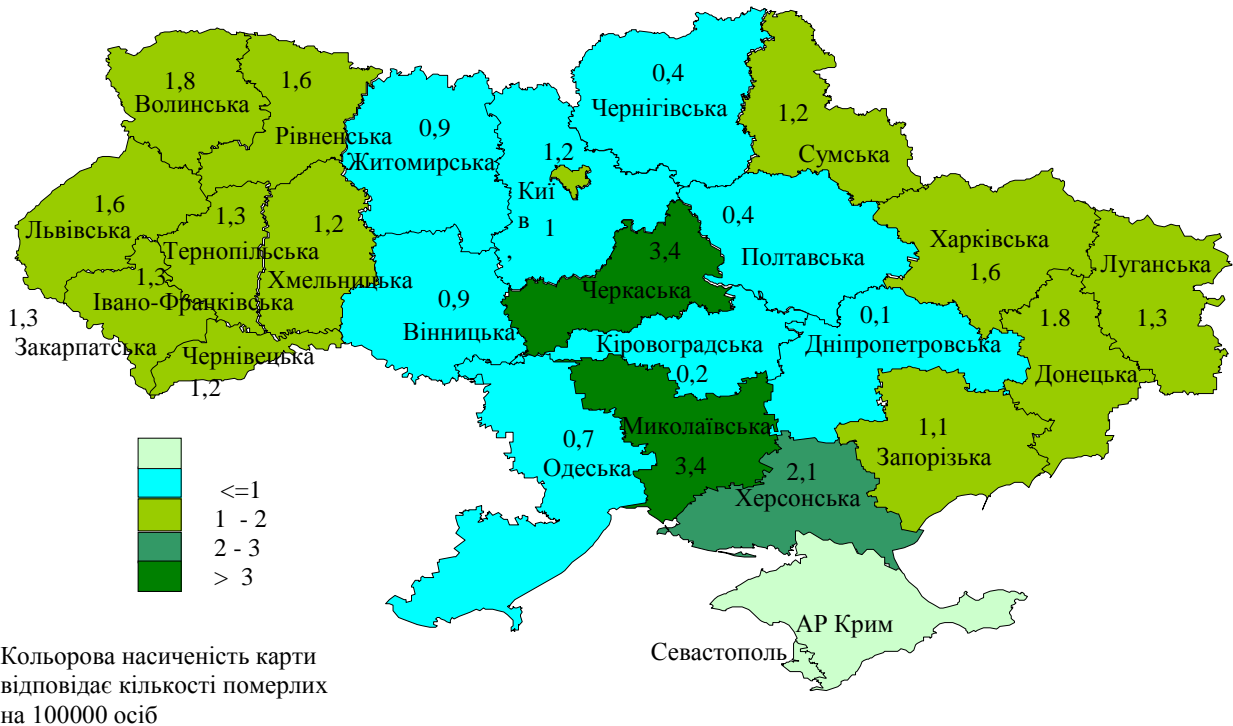 1,8
Волинська
1,6
Рівненська
0,9
Житомирська
1,2
Киї
в
1
,
0,4
Чернігівська
1,2
Сумська
1,6
Львівська
1,3
Тернопільська
1,2
Хмельницька
1,3
Івано-Франківська
1,3
Закарпатська
Чернівецька
1,2
0,9
Вінницька
3,4
Черкаська
0,4
Полтавська
Харківська
1,6
Луганська
1,3
1.8
Донецька
0,1
Дніпропетровська
Кіровоградська
0,2
0,7
Одеська
Миколаївська
3,4
2,1
Херсонська
1,1
Запорізька
АР Крим
Севастополь
<=1
1 - 2
2 - 3
> 3
Кольорова насиченість карти
відповідає кількості померлих
на 100000 осіб